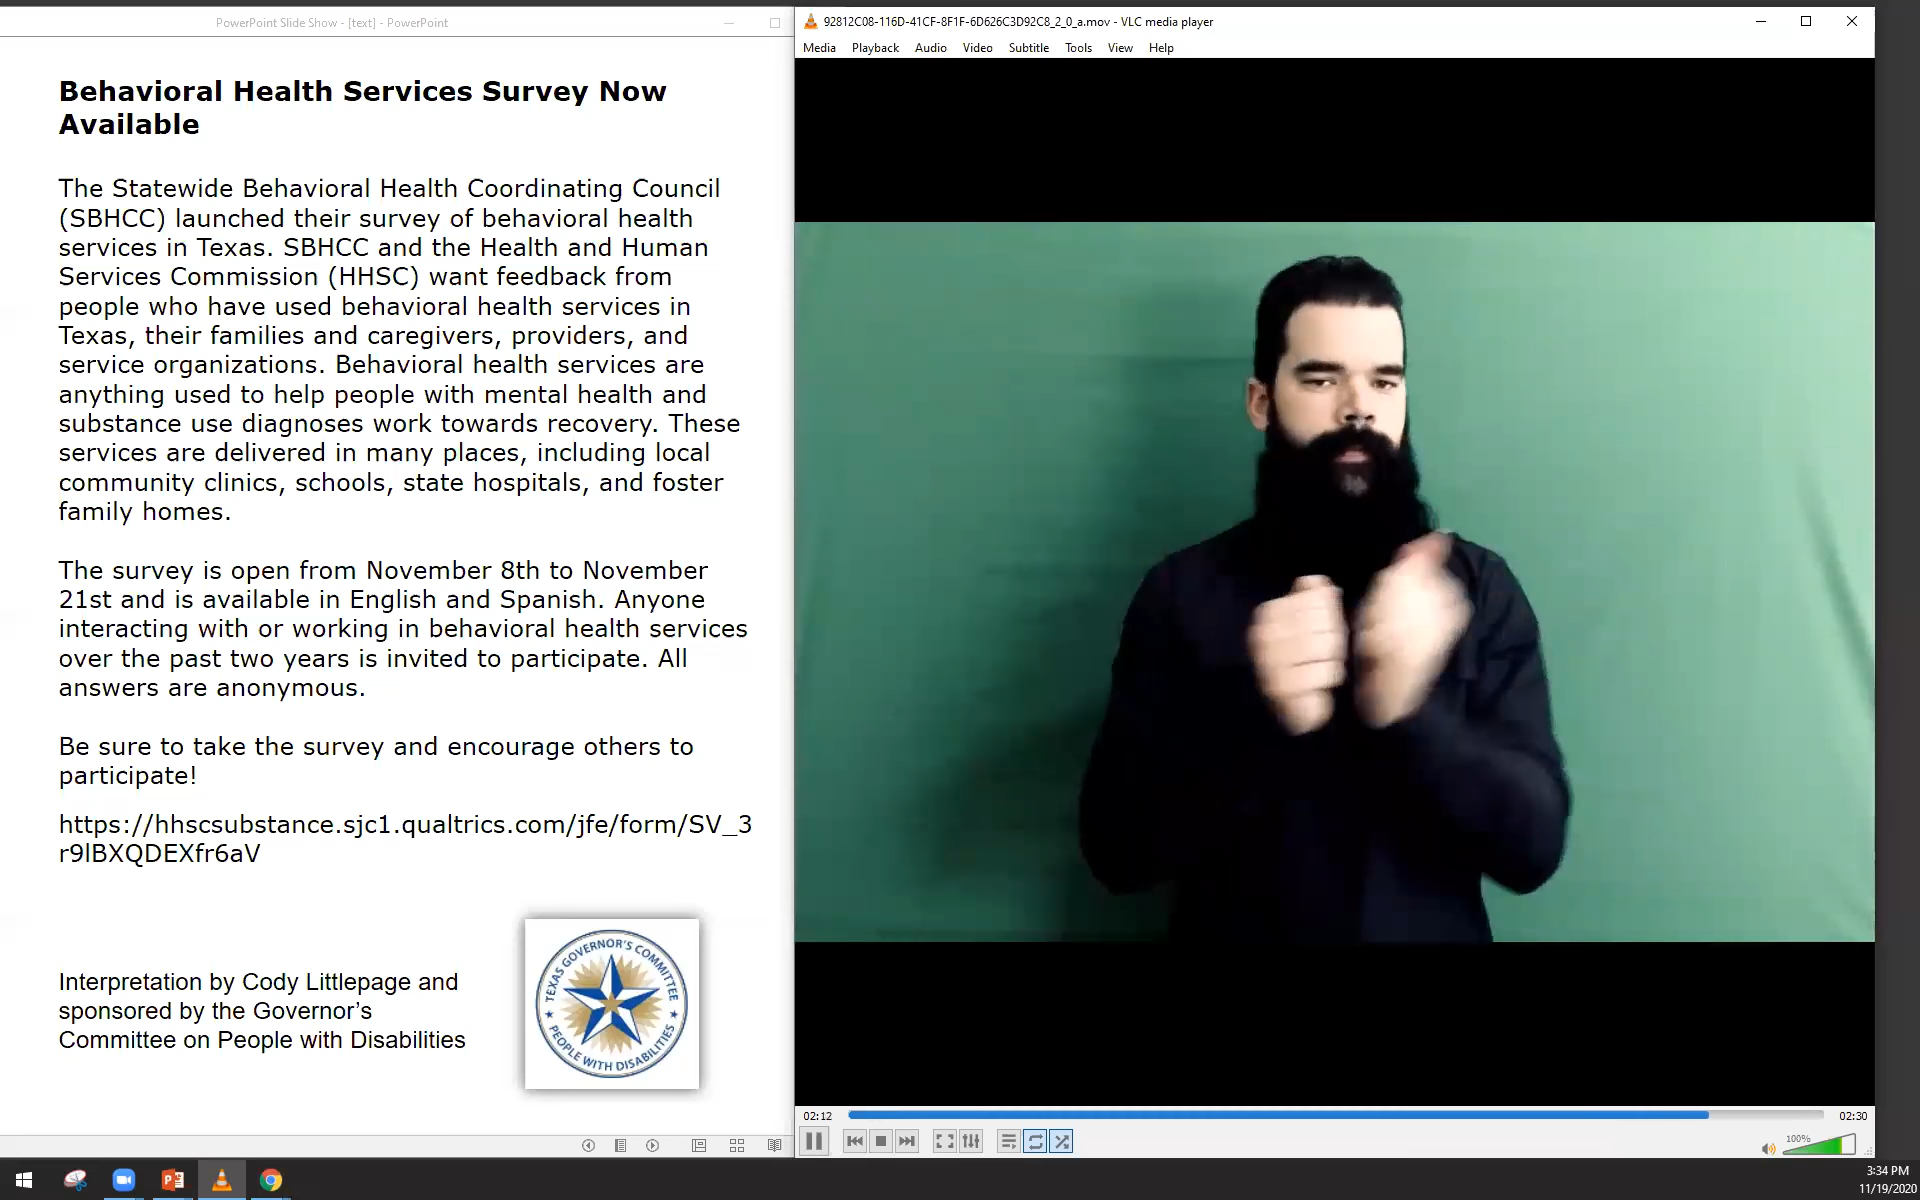 PowerPoint Slide Show - [text] - PowerPoint
Behavioral Health Services Survey Now
Available
The Statewide Behavioral Health Coordinating Council
(SBHCC) launched their survey of behavioral health
services in Texas. SBHCC and the Health and Human
Services Commission (HHSC) want feedback from
people who have used behavioral health services in
Texas, their families and caregivers, providers, and
service organizations. Behavioral health services are
anything used to help people with mental health and
substance use diagnoses work towards recovery. These
services are delivered in many places, including local
community clinics, schools, state hospitals, and foster
family homes.
The survey is open from November 8th to November
21st and is available in English and Spanish. Anyone
interacting with or working in behavioral health services
over the past two years is invited to participate. All
answers are anonymous.
Be sure to take the survey and encourage others to
participate!
https://hhscsubstance.sjc1.qualtrics.com/jfe/form/SV_3
r9lBXQDEXfr6aV
Interpretation by Cody Littlepage and
sponsored by the Governor’s
Committee on People with Disabilities
TEXAS GOVERNOR'S COMMITTEE
PEOPLE WITH DISABILITIES
92812C08-116D-41CF-8F1F-6D626C3D92C8_2_0_a.mov - VLC media player
Media Playback Audio Video Subtitle Tools View Help
02:12
02:30
100%
3:34 PM
11/19/2020